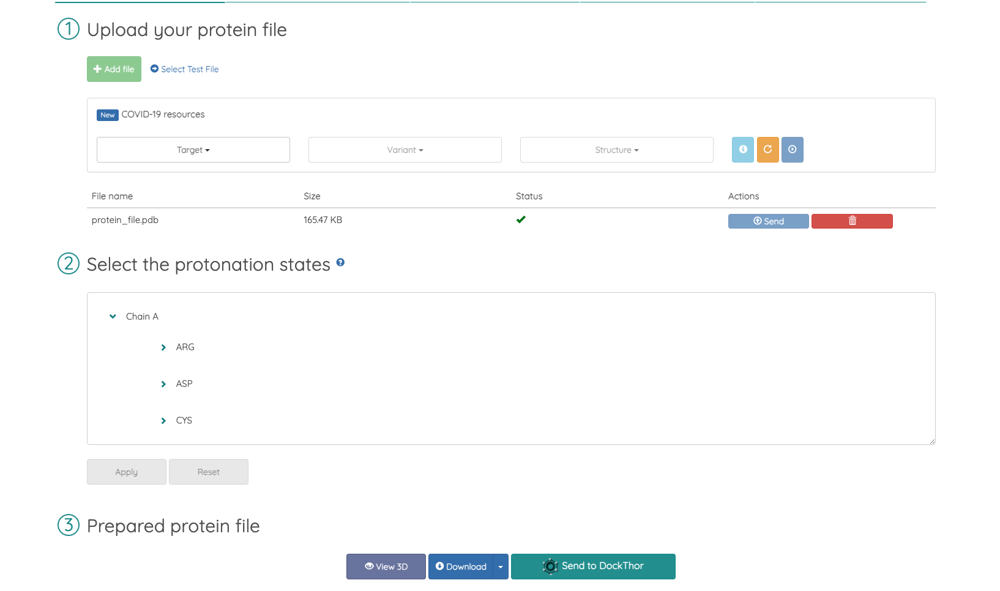 1 Upload your protein file
Add file Select Test File
New COVID-19 resources
Target Variant Structure
File name Size Status Actions
protein_file.pdb 165.47 KB Send
2 Select the protonation states
Chain A
ARG
ASP
CYS
Apply Reset
3 Prepared protein file
View 3D Download Send to DockThor